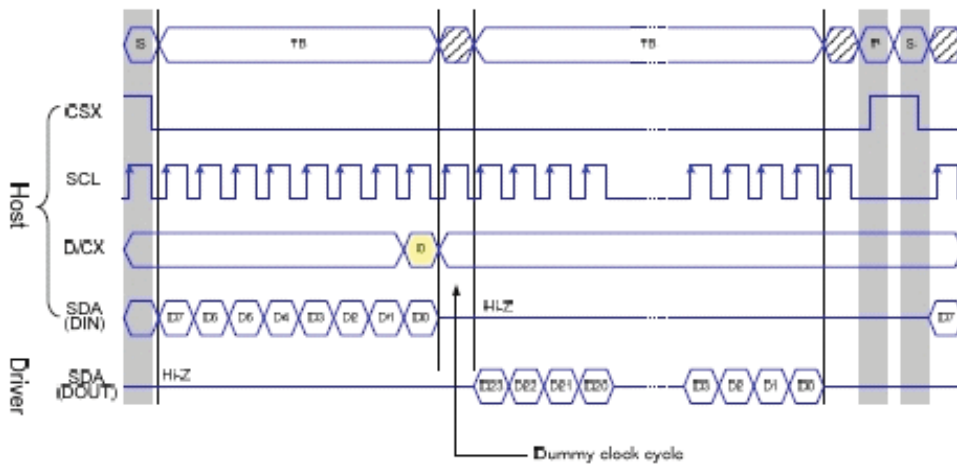 S TB TB P S
CSX
SCL
D/CX 0
SDA (DIN) D7 D6 D5 D4 D3 D2 D1 D0 Hi-Z D7
SDA (DOUT) Hi-Z D23 D22 D21 D20 D3 D2 D1 D0
Host
Driver
Dummy clock cycle